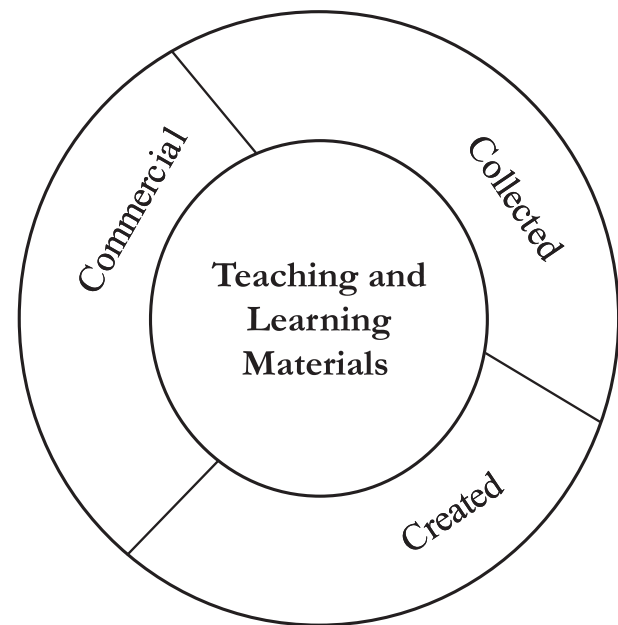 Commercial
Collected
Teaching and
Learning
Materials
Created